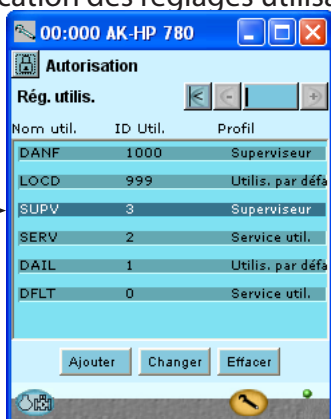 cation des réglages utilisa
00:000 AK-HP 780
Autorisation
Rég. utilis.
Nom util. ID Util. Profil
DANF 1000 Superviseur
LOCD 999 Utilis. par défa
SUPV 3 Superviseur
SERV 2 Service util.
DAIL 1 Utilis. par défa
DFLT 0 Service util.
Ajouter Changer Effacer